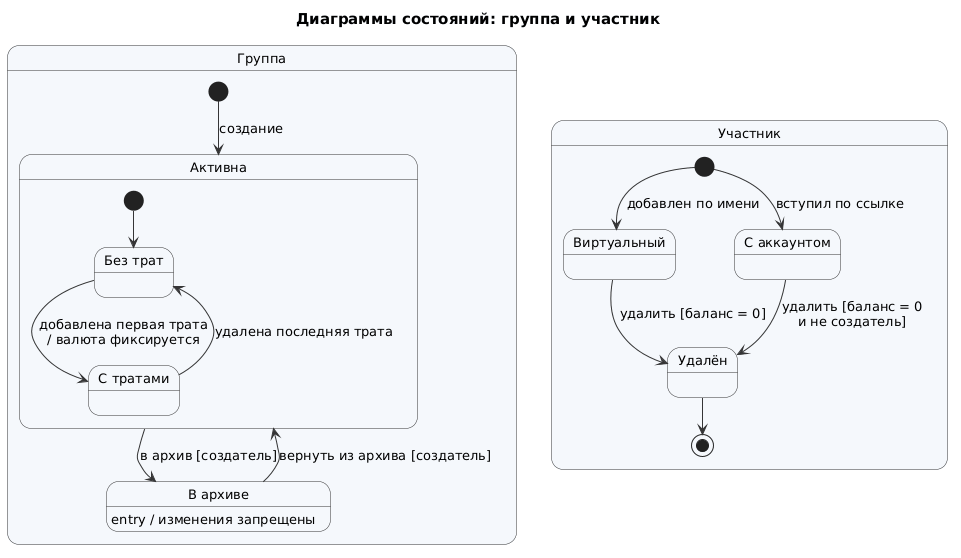 Диаграммы состояний: группа и участник
Группа
создание
Активна
Без трат
добавлена первая трата
/ валюта фиксируется
удалена последняя трата
С тратами
в архив [создатель]
вернуть из архива [создатель]
В архиве
entry / изменения запрещены
Участник
добавлен по имени
вступил по ссылке
Виртуальный
С аккаунтом
удалить [баланс = 0]
удалить [баланс = 0
и не создатель]
Удалён